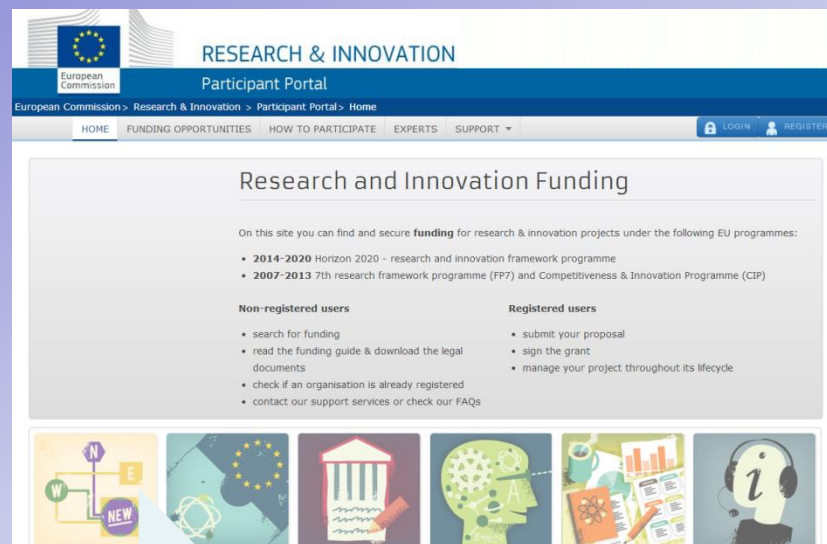 European
Commission
RESEARCH & INNOVATION
Participant Portal
European Commission > Research & Innovation > Participant Portal > Home
HOME FUNDING OPPORTUNITIES HOW TO PARTICIPATE EXPERTS SUPPORT LOGIN REGISTER
Research and Innovation Funding
On this site you can find and secure funding for research & innovation projects under the following EU programmes:
• 2014-2020 Horizon 2020 - research and innovation framework programme
• 2007-2013 7th research framework programme (FP7) and Competitiveness & Innovation Programme (CIP)
Non-registered users
• search for funding
• read the funding guide & download the legal
documents
• check if an organisation is already registered
• contact our support services or check our FAQs
Registered users
• submit your proposal
• sign the grant
• manage your project throughout its lifecycle
N
E
W
NEW
A
i